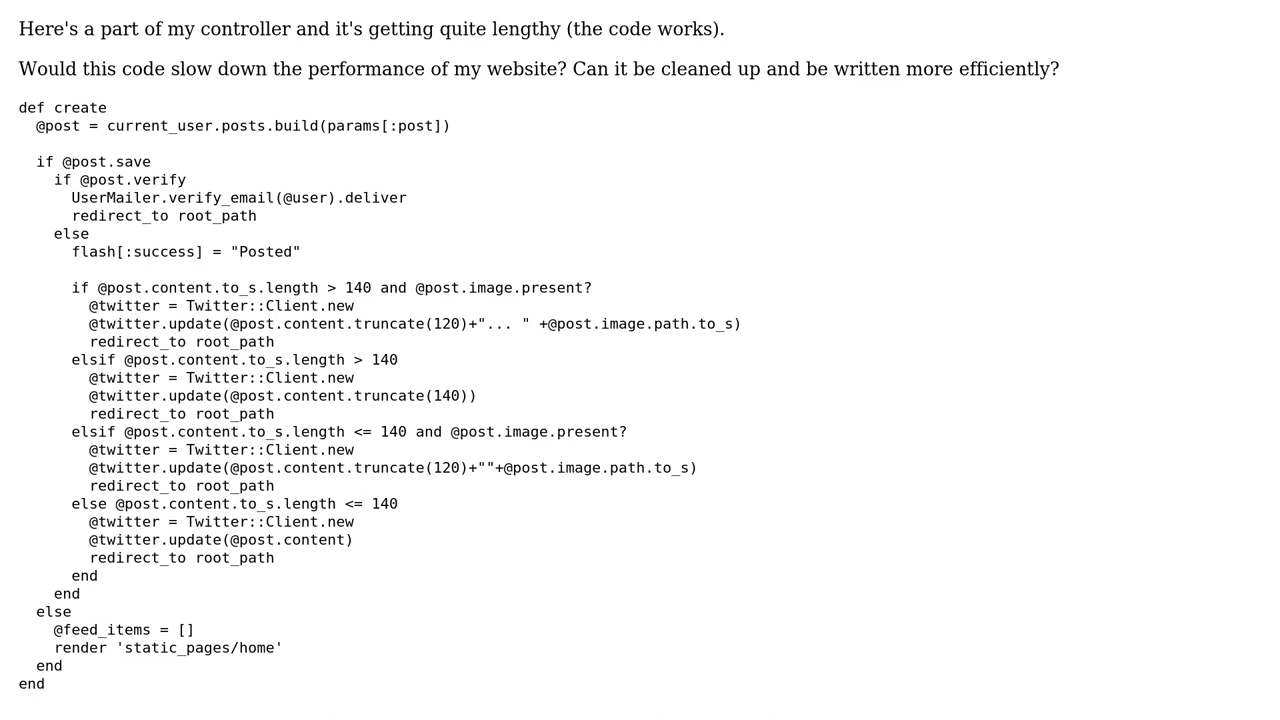 Here's a part of my controller and it's getting quite lengthy (the code works).
Would this code slow down the performance of my website? Can it be cleaned up and be written more efficiently?
def create
  @post = current_user.posts.build(params[:post])

  if @post.save
    if @post.verify
      UserMailer.verify_email(@user).deliver
      redirect_to root_path
    else
      flash[:success] = "Posted"

      if @post.content.to_s.length > 140 and @post.image.present?
        @twitter = Twitter::Client.new
        @twitter.update(@post.content.truncate(120)+"... " +@post.image.path.to_s)
        redirect_to root_path
      elsif @post.content.to_s.length > 140
        @twitter = Twitter::Client.new
        @twitter.update(@post.content.truncate(140))
        redirect_to root_path
      elsif @post.content.to_s.length <= 140 and @post.image.present?
        @twitter = Twitter::Client.new
        @twitter.update(@post.content.truncate(120)+""+@post.image.path.to_s)
        redirect_to root_path
      else @post.content.to_s.length <= 140
        @twitter = Twitter::Client.new
        @twitter.update(@post.content)
        redirect_to root_path
      end
    end
  else
    @feed_items = []
    render 'static_pages/home'
  end
end